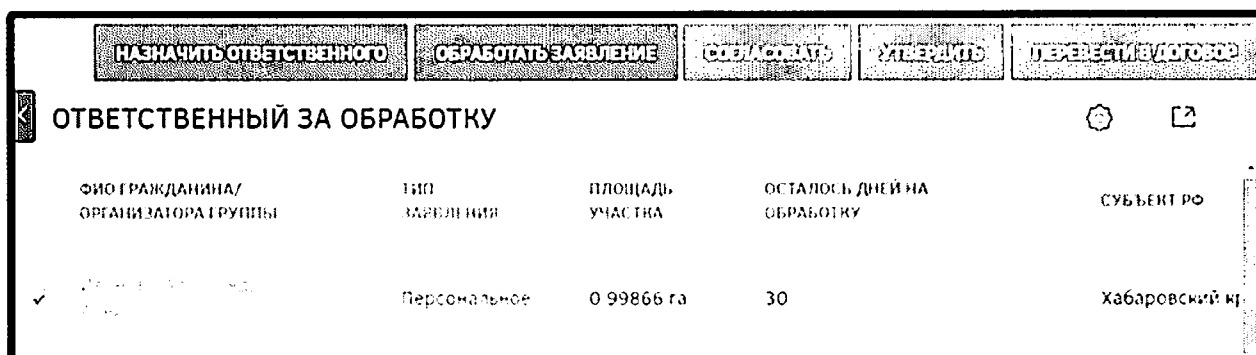 НАЗНАЧИТЬ ОТВЕТСТВЕННОГО ОБРАБОТАТЬ ЗАЯВЛЕНИЕ СОГЛАСОВАТЬ УТВЕРДИТЬ ПЕРЕВЕСТИ В ДОГОВОР
ОТВЕТСТВЕННЫЙ ЗА ОБРАБОТКУ
ФИО ГРАЖДАНИНА/ ТИП ПЛОЩАДЬ ОСТАЛОСЬ ДНЕЙ НА СУБЪЕКТ РФ
ОРГАНИЗАТОРА ГРУППЫ ЗАЯВЛЕНИЯ УЧАСТКА ОБРАБОТКУ
Персональное 0.99866 га 30 Хабаровский кр